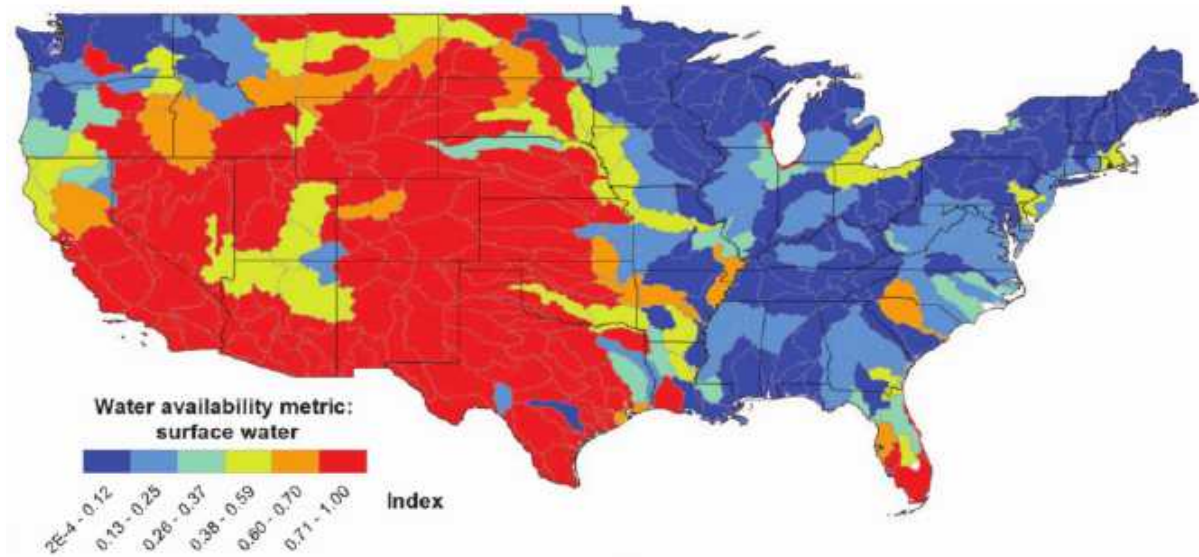 Water availability metric:
surface water
2E-4 - 0.12
0.13 - 0.25
0.26 - 0.37
0.38 - 0.59
0.60 - 0.70
0.71 - 1.00
Index